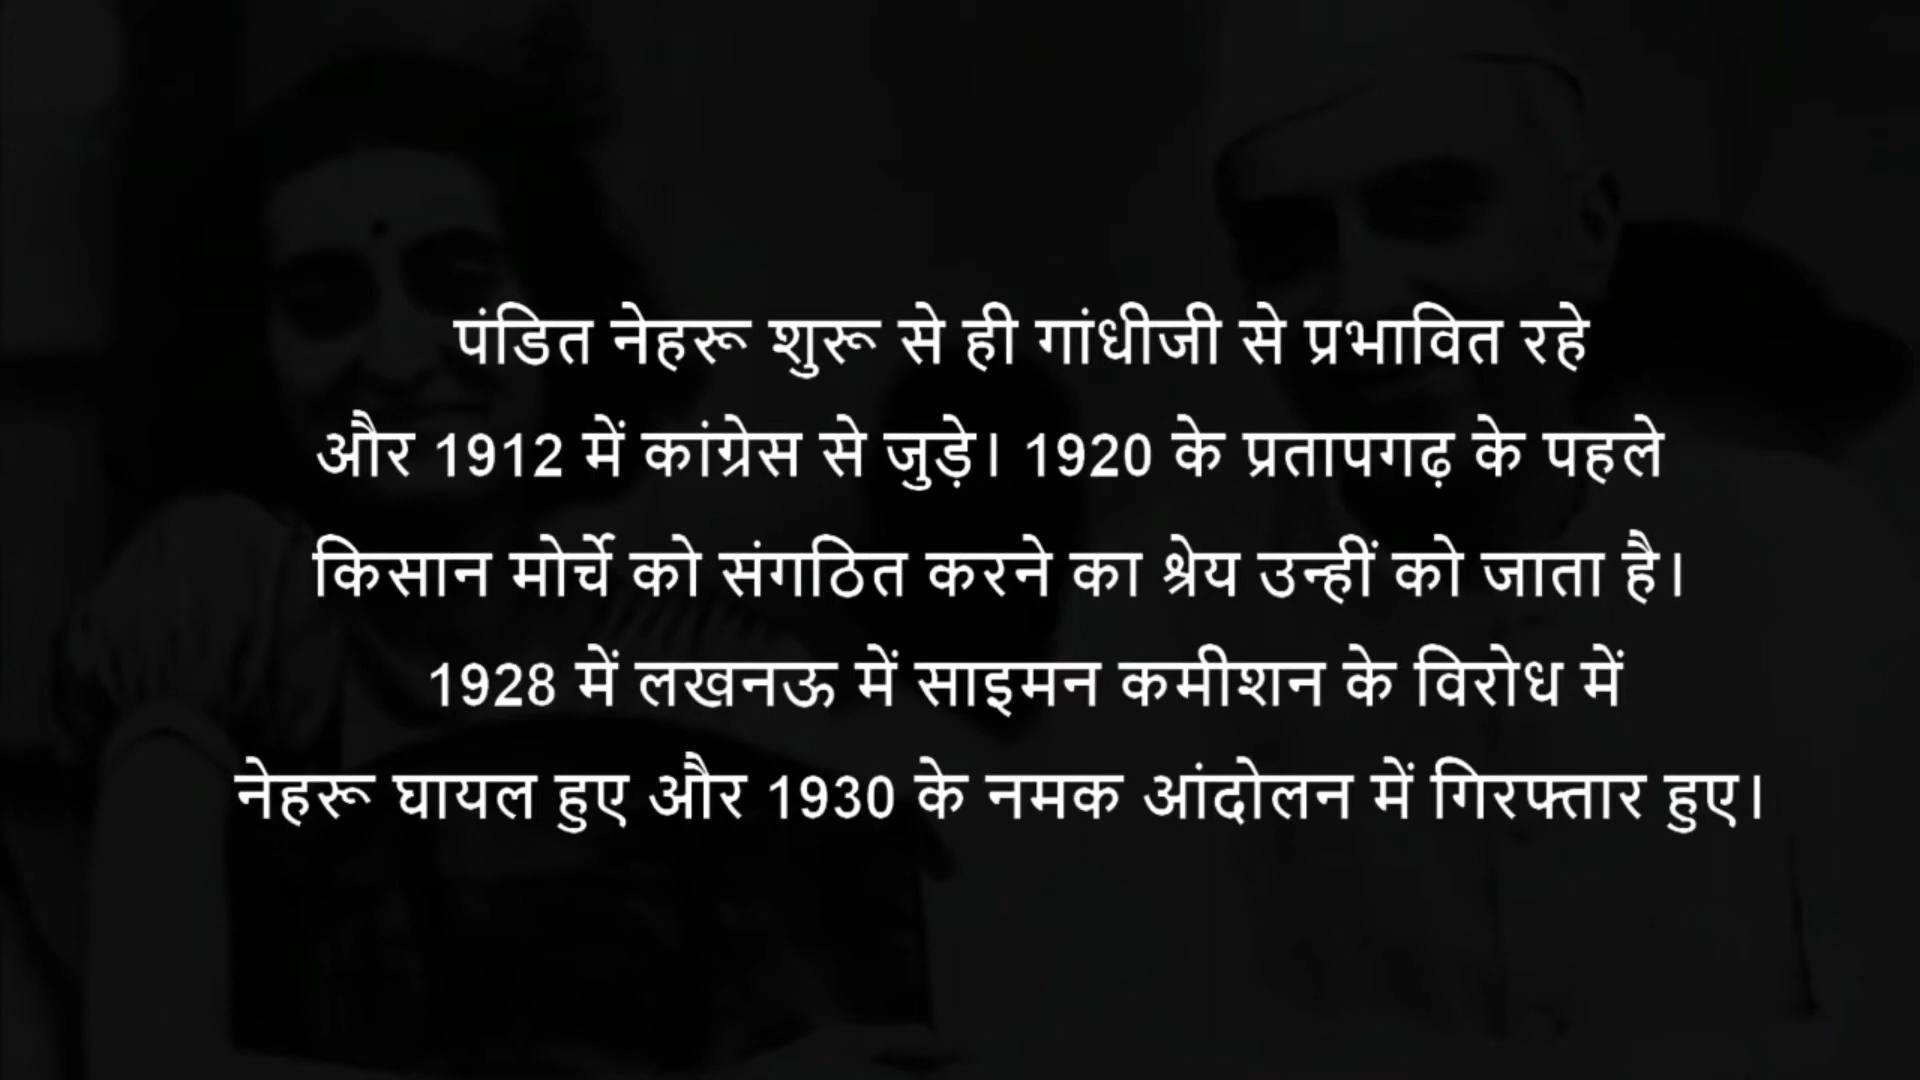 पंडित नेहरू शुरू से ही गांधीजी से प्रभावित रहे
और 1912 में कांग्रेस से जुड़े। 1920 के प्रतापगढ़ के पहले
किसान मोर्चे को संगठित करने का श्रेय उन्हीं को जाता है।
1928 में लखनऊ में साइमन कमीशन के विरोध में
नेहरू घायल हुए और 1930 के नमक आंदोलन में गिरफ्तार हुए।